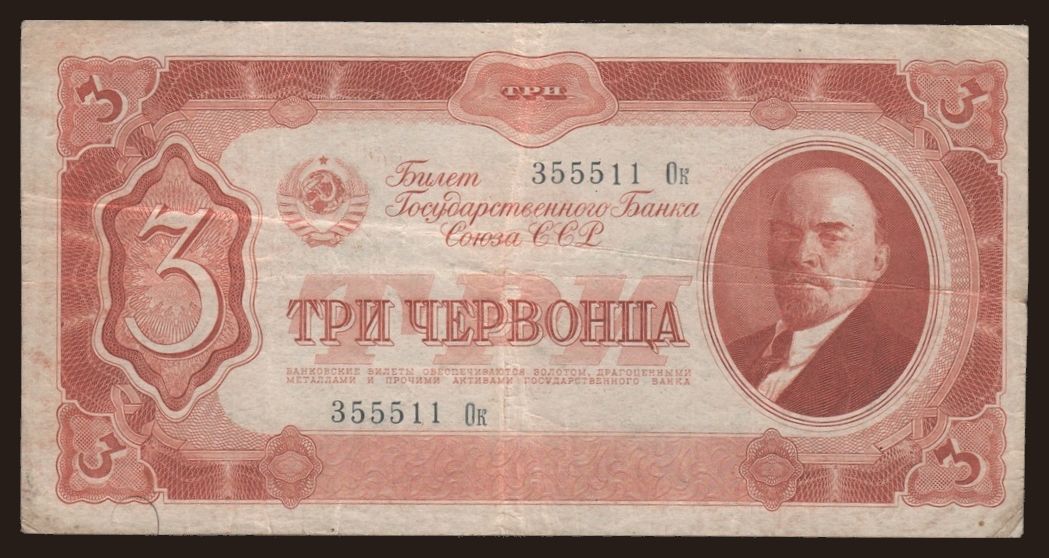 3 ТРИ 3
Билет 355511 Ок
Государственного Банка
Союза ССР
3
ТРИ
ТРИ ЧЕРВОНЦА
БАНКОВСКИЕ БИЛЕТЫ ОБЕСПЕЧИВАЮТСЯ ЗОЛОТОМ, ДРАГОЦЕННЫМИ
МЕТАЛЛАМИ И ПРОЧИМИ АКТИВАМИ ГОСУДАРСТВЕННОГО БАНКА
355511 Ок
3 3